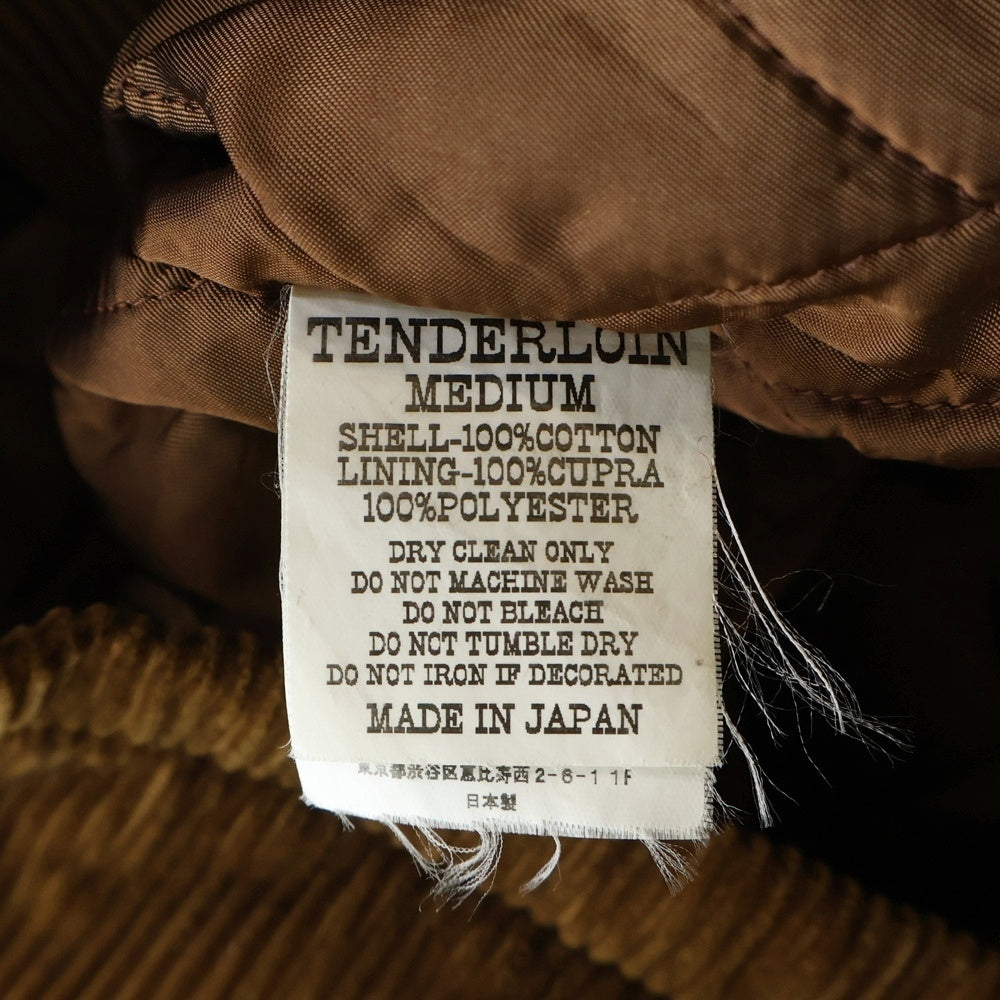 TENDERLOIN
MEDIUM
SHELL-100%COTTON
LINING-100%CUPRA
100%POLYESTER
DRY CLEAN ONLY
DO NOT MACHINE WASH
DO NOT BLEACH
DO NOT TUMBLE DRY
DO NOT IRON IF DECORATED
MADE IN JAPAN
東京都渋谷区恵比寿西2-6-1 1F
日本製